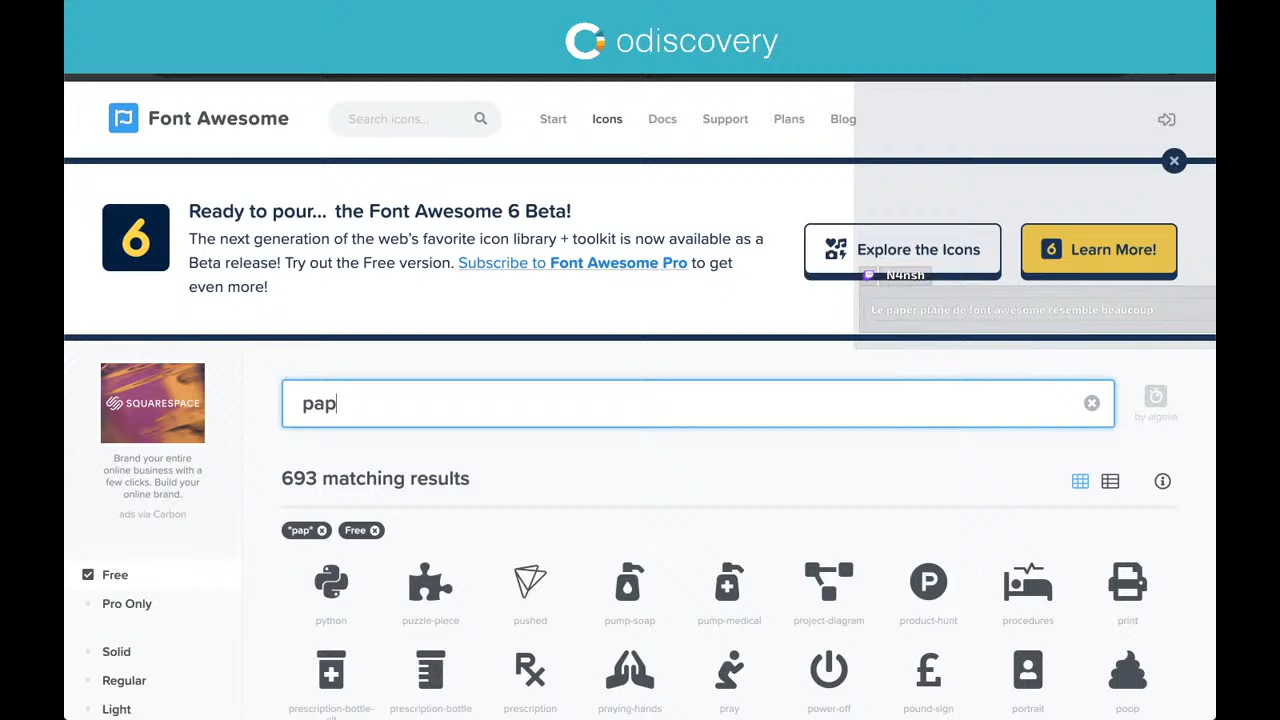 odiscovery
Font Awesome
Search icons...
Start
Icons
Docs
Support
Plans
Blog
6
Ready to pour... the Font Awesome 6 Beta!
The next generation of the web's favorite icon library + toolkit is now available as a
Beta release! Try out the Free version. Subscribe to Font Awesome Pro to get
even more!
Explore the Icons
6 Learn More!
N4nsh
Le paper plane de font awesome resemble beaucoup
SQUARESPACE
Brand your entire
online business with a
few clicks. Build your
online brand.
ads via Carbon
pap
by algolia
693 matching results
"pap"
Free
Free
Pro Only
Solid
Regular
Light
python
puzzle-piece
pushed
pump-soap
pump-medical
project-diagram
product-hunt
procedures
print
prescription-bottle-
prescription-bottle
prescription
praying-hands
pray
power-off
pound-sign
portrait
poop